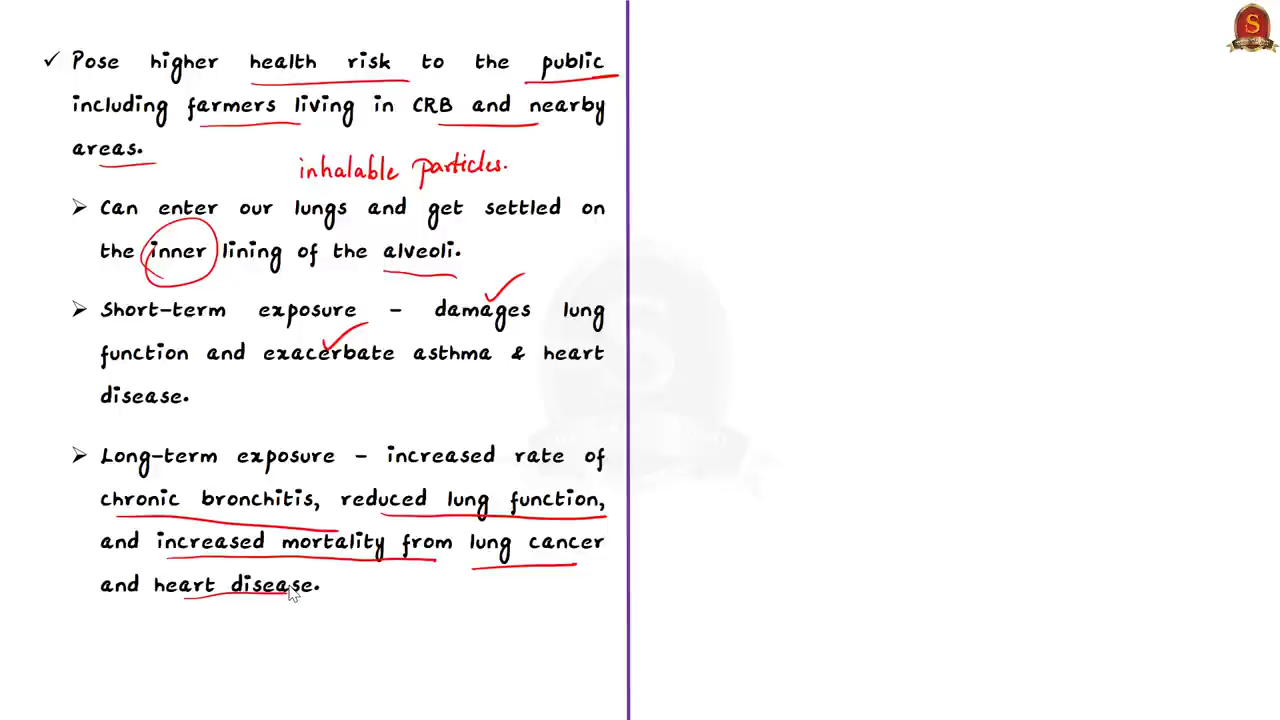 ✓ Pose higher health risk to the public
including farmers living in CRB and nearby
areas.
inhalable particles.
➢ Can enter our lungs and get settled on
the inner lining of the alveoli.
➢ Short-term exposure - damages lung
function and exacerbate asthma & heart
disease.
➢ Long-term exposure - increased rate of
chronic bronchitis, reduced lung function,
and increased mortality from lung cancer
and heart disease.
S